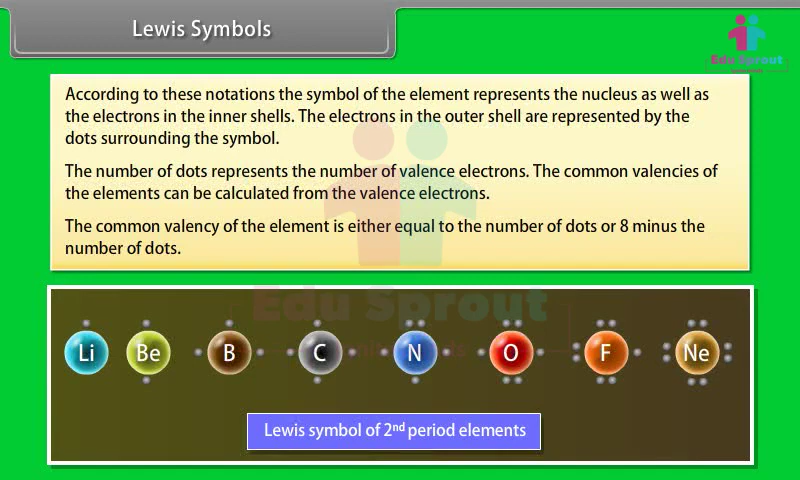 Lewis Symbols
Edu Sprout
According to these notations the symbol of the element represents the nucleus as well as
the electrons in the inner shells. The electrons in the outer shell are represented by the
dots surrounding the symbol.
The number of dots represents the number of valence electrons. The common valencies of
the elements can be calculated from the valence electrons.
The common valency of the element is either equal to the number of dots or 8 minus the
number of dots.
Edu Sprout
Li Be B C N O F Ne
Lewis symbol of 2nd period elements